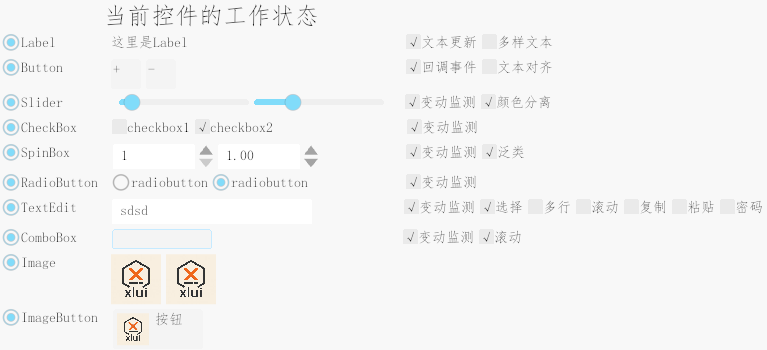 当前控件的工作状态
Label 这里是Label √文本更新 多样文本
Button + - √回调事件 文本对齐
Slider √变动监测 √颜色分离
CheckBox checkbox1 √checkbox2 √变动监测
SpinBox 1 1.00 √变动监测 √泛类
RadioButton radiobutton radiobutton √变动监测
TextEdit sdsd √变动监测 √选择 多行 滚动 复制 粘贴 密码
ComboBox √变动监测 √滚动
Image xlui xlui
ImageButton xlui 按钮